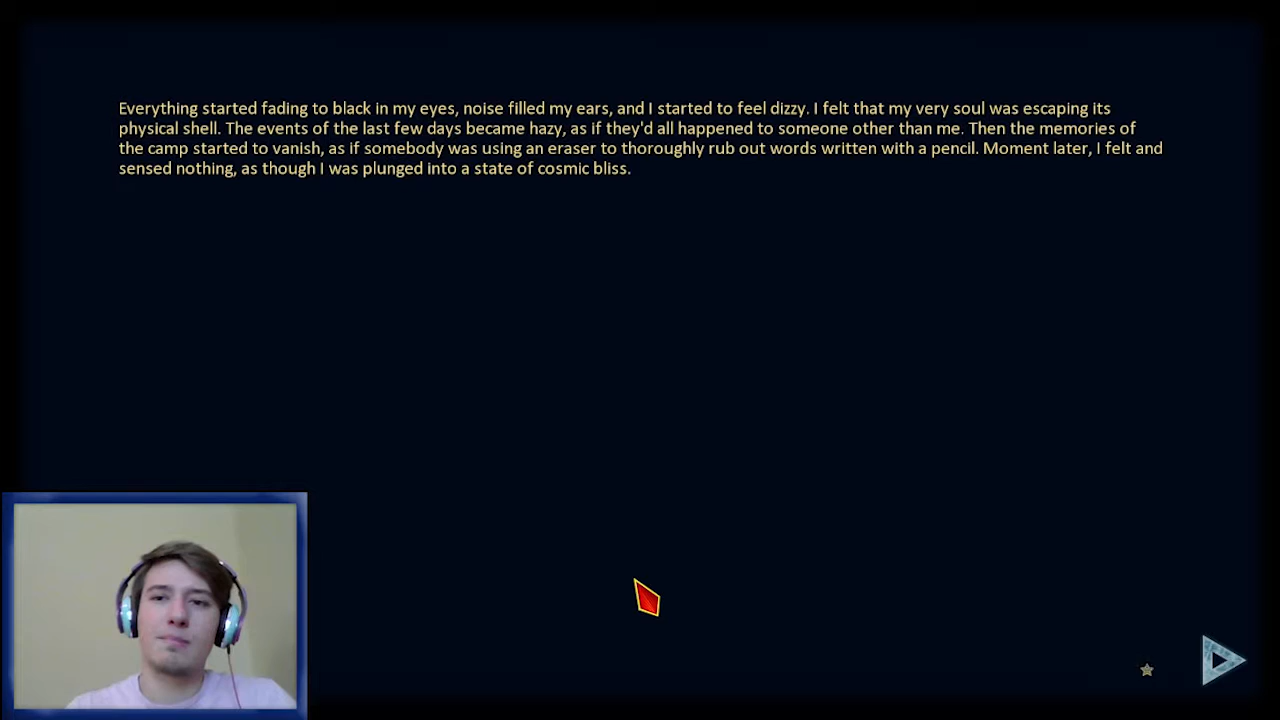 Everything started fading to black in my eyes, noise filled my ears, and I started to feel dizzy. I felt that my very soul was escaping its
physical shell. The events of the last few days became hazy, as if they'd all happened to someone other than me. Then the memories of
the camp started to vanish, as if somebody was using an eraser to thoroughly rub out words written with a pencil. Moment later, I felt and
sensed nothing, as though I was plunged into a state of cosmic bliss.